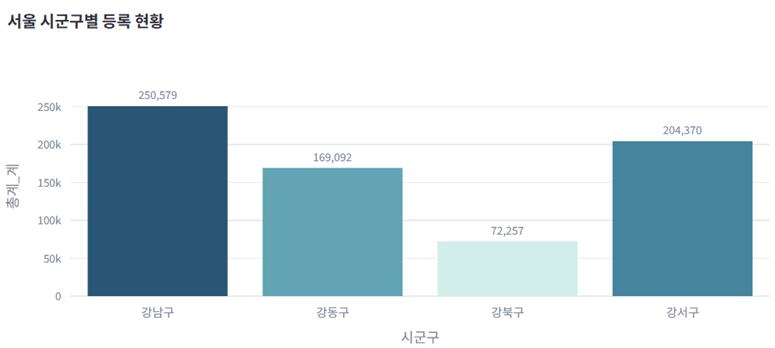 서울 시군구별 등록 현황
250,579
169,092
72,257
204,370
250k
200k
150k
100k
50k
0
총계_계
강남구
강동구
강북구
강서구
시군구